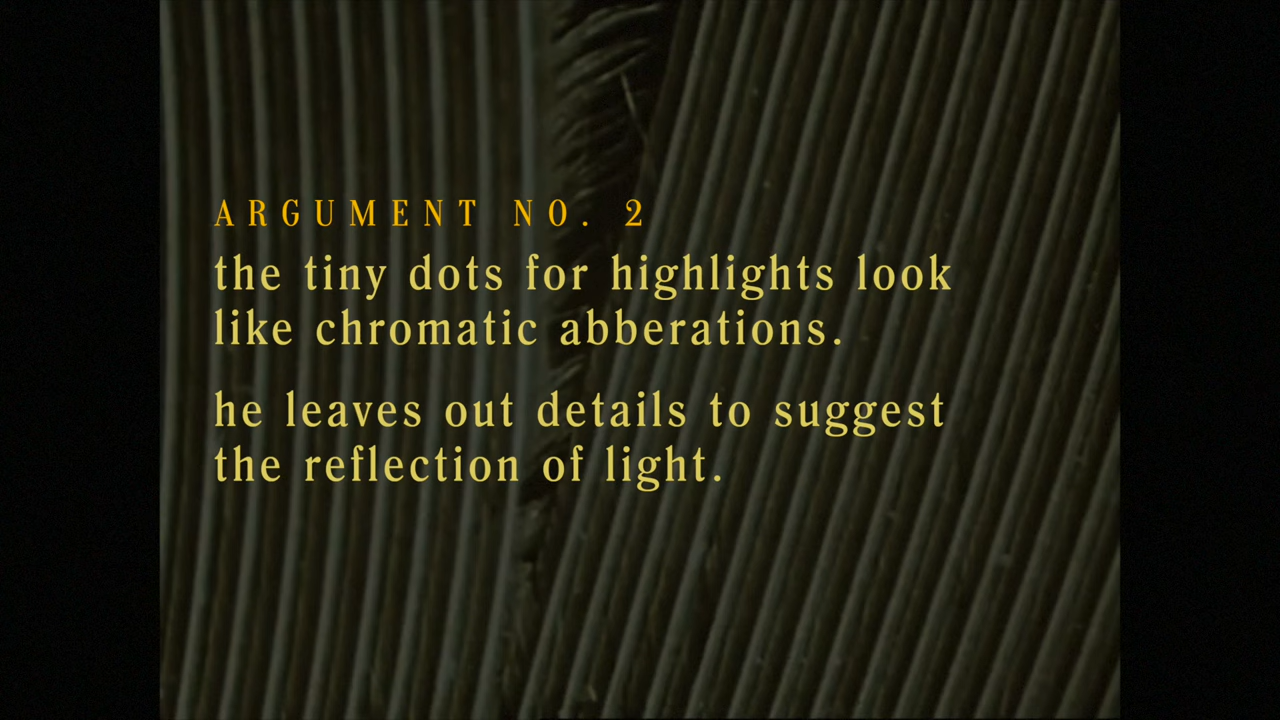 ARGUMENT NO. 2
the tiny dots for highlights look
like chromatic abberations.
he leaves out details to suggest
the reflection of light.